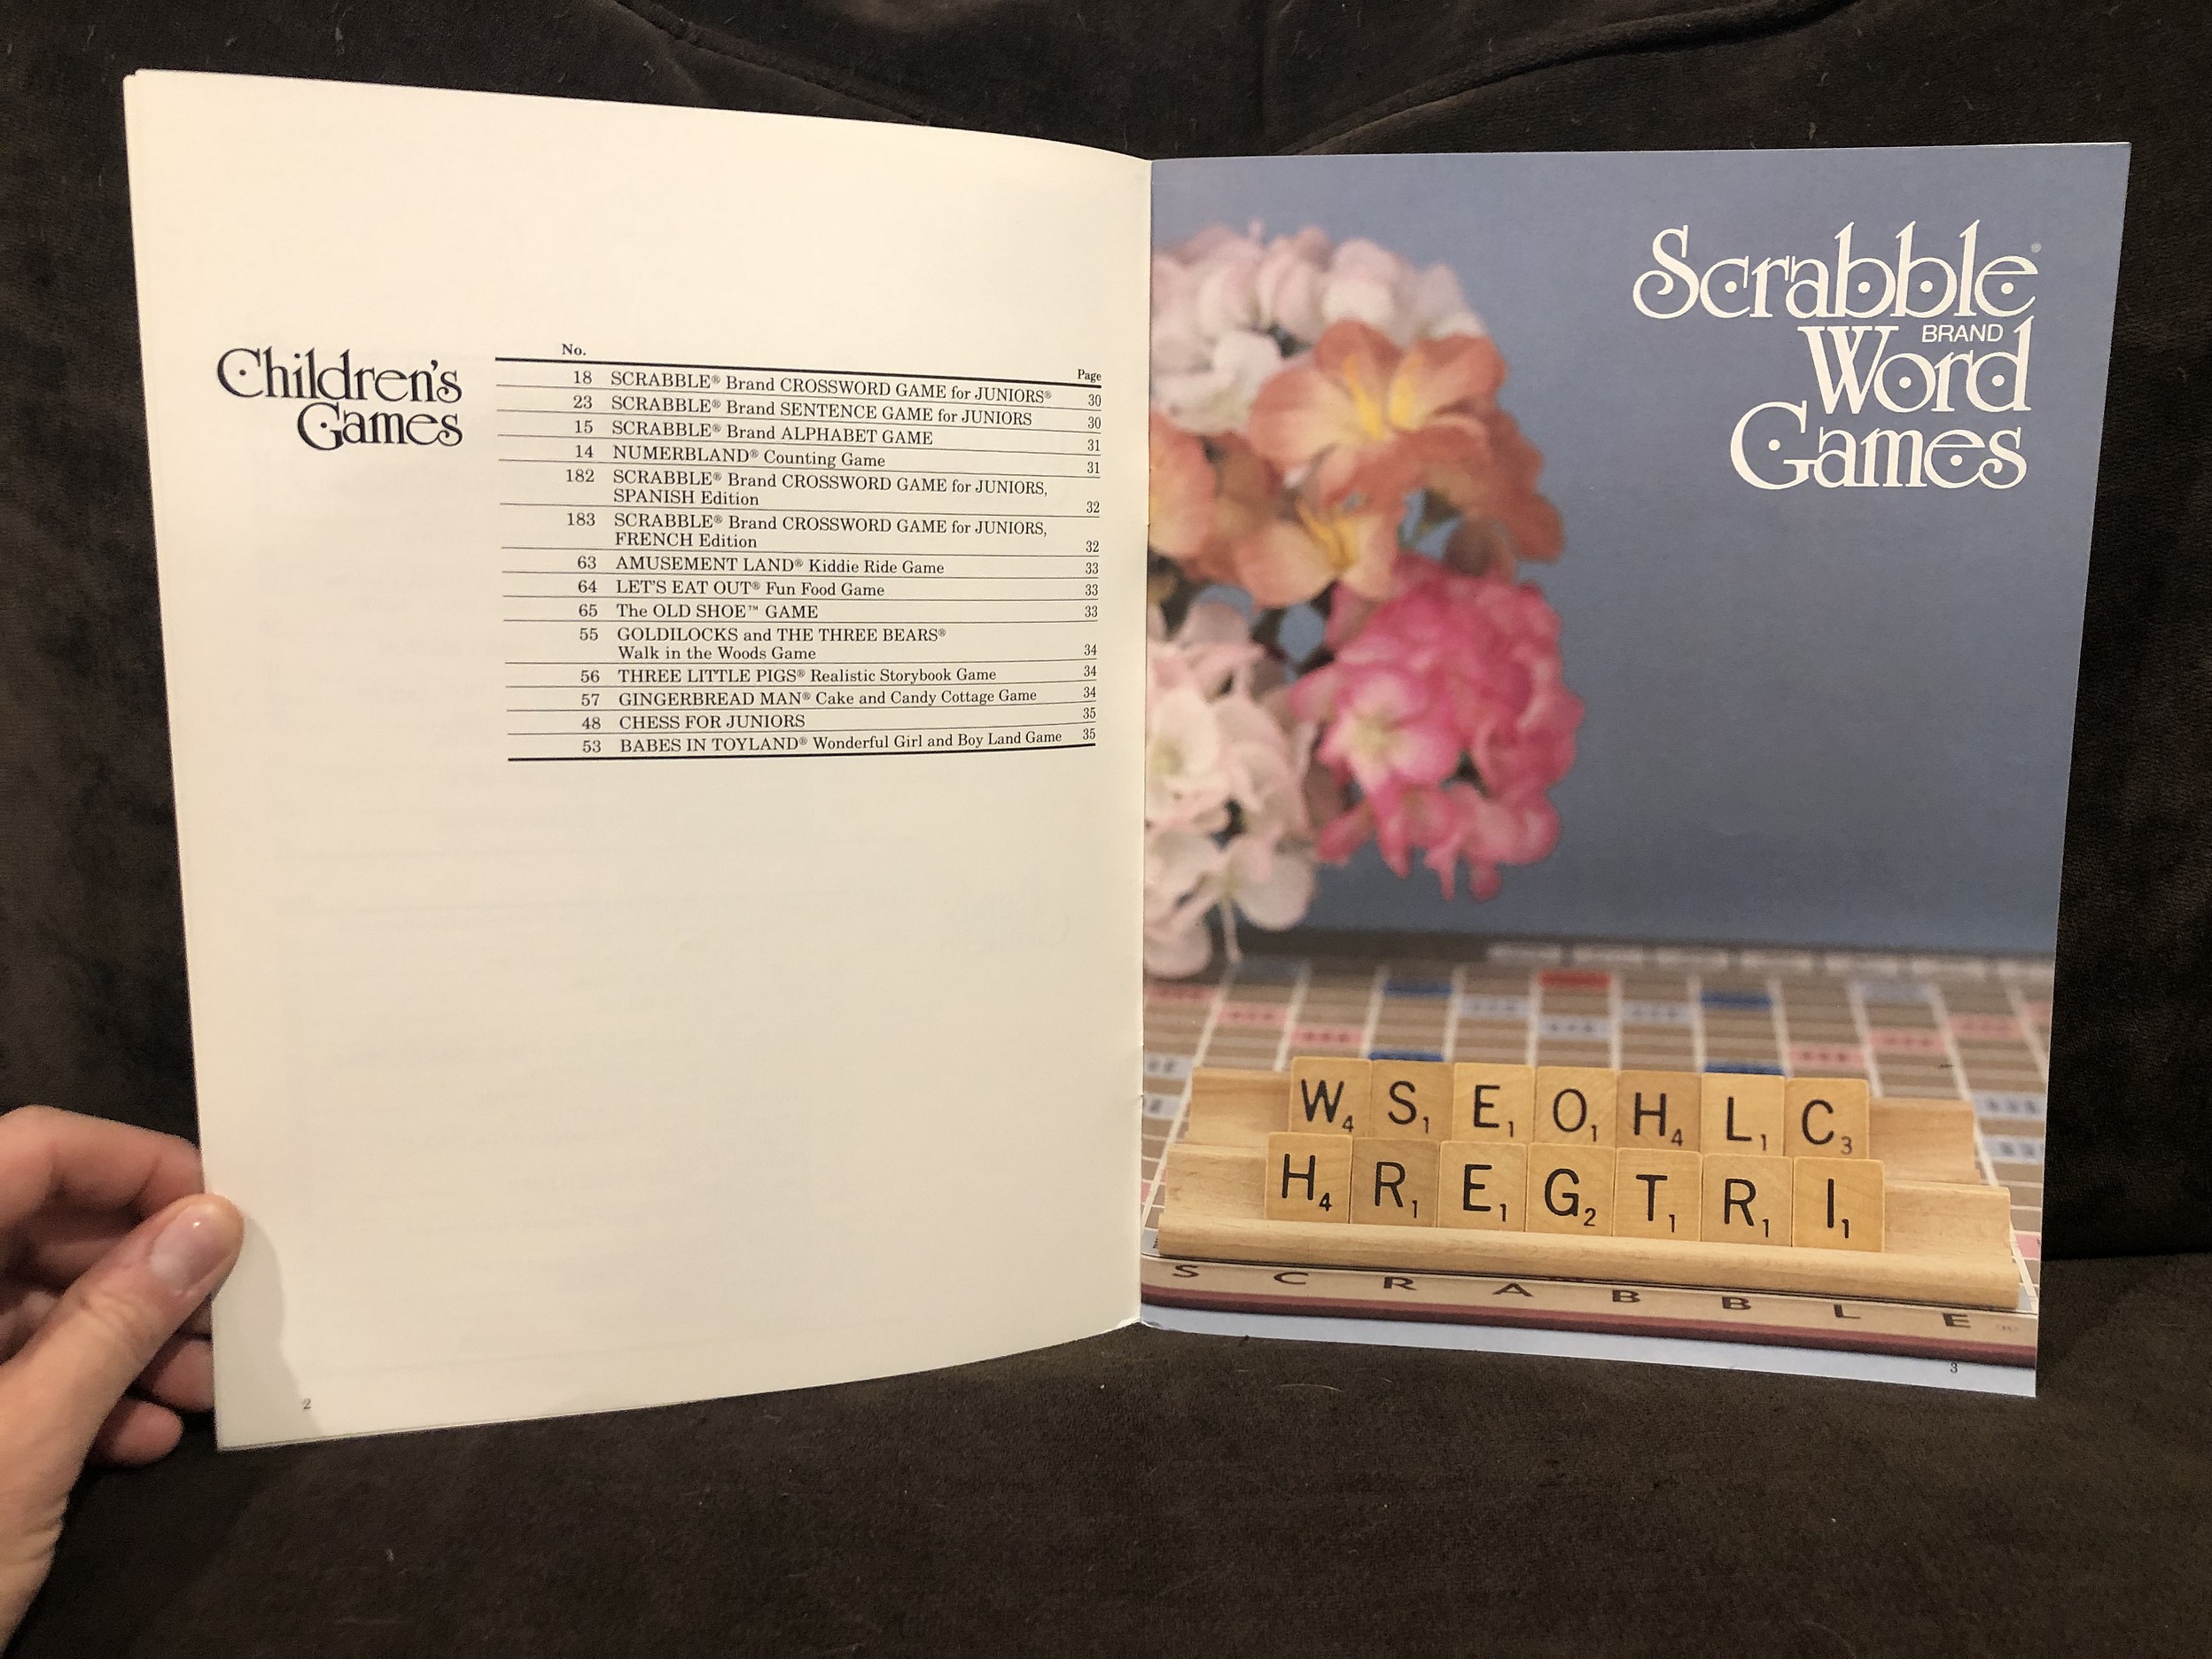 Children's
Games
No.
Page
18 SCRABBLE® Brand CROSSWORD GAME for JUNIORS® 30
23 SCRABBLE® Brand SENTENCE GAME for JUNIORS 30
15 SCRABBLE® Brand ALPHABET GAME 31
14 NUMERBLAND® Counting Game 31
182 SCRABBLE® Brand CROSSWORD GAME for JUNIORS,
SPANISH Edition 32
183 SCRABBLE® Brand CROSSWORD GAME for JUNIORS,
FRENCH Edition 32
63 AMUSEMENT LAND® Kiddie Ride Game 33
64 LET'S EAT OUT® Fun Food Game 33
65 The OLD SHOE™ GAME 33
55 GOLDILOCKS and THE THREE BEARS®
Walk in the Woods Game 34
56 THREE LITTLE PIGS® Realistic Storybook Game 34
57 GINGERBREAD MAN® Cake and Candy Cottage Game 34
48 CHESS FOR JUNIORS 35
53 BABES IN TOYLAND® Wonderful Girl and Boy Land Game 35
2
Scrabble®
BRAND
Word
Games
W4 S1 E1 O1 H4 L1 C3
H4 R1 E1 G2 T1 R1 I1
SCRABBLE
3